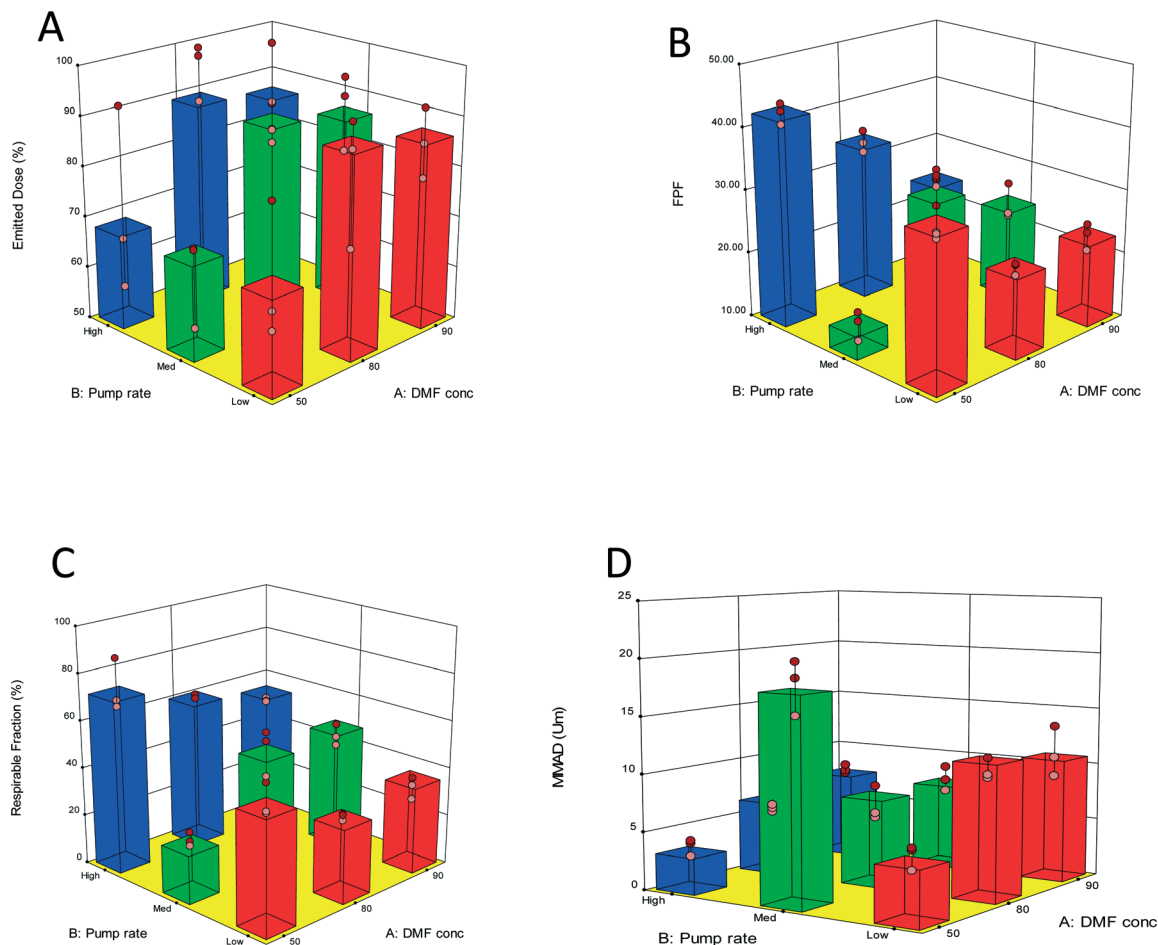 A
Emitted Dose (%)
100
90
80
70
60
50
High
Med
Low
50
80
90
B: Pump rate
A: DMF conc
B
FPF
50.00
40.00
30.00
20.00
10.00
High
Med
Low
50
80
90
B: Pump rate
A: DMF conc
C
Respirable Fraction (%)
100
80
60
40
20
0
High
Med
Low
50
80
90
B: Pump rate
A: DMF conc
D
MMAD (Um)
25
20
15
10
5
0
High
Med
Low
50
80
90
B: Pump rate
A: DMF conc